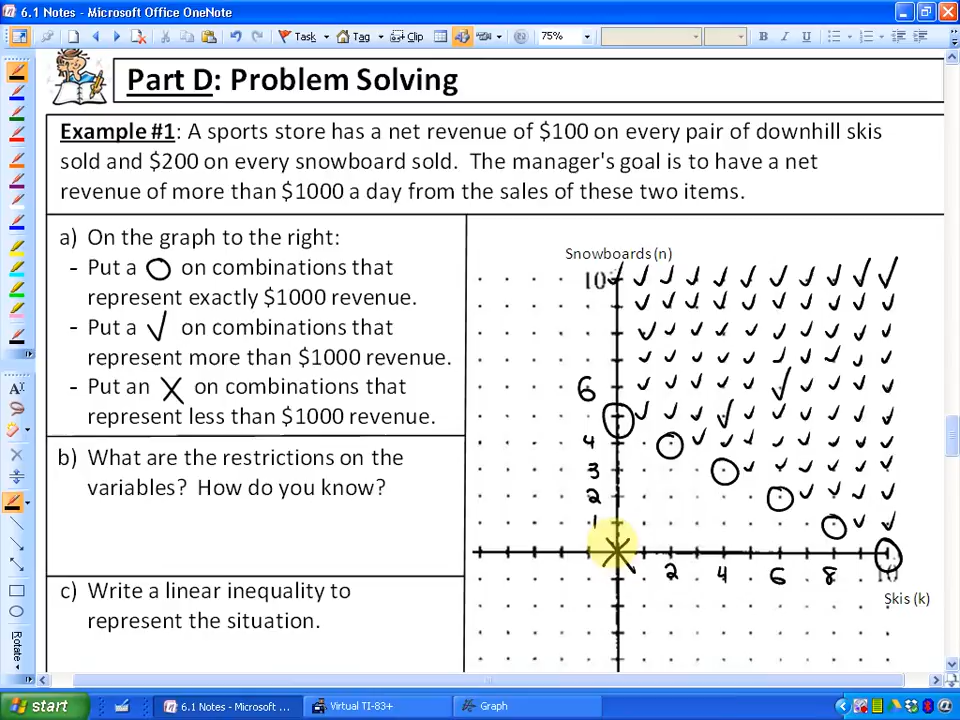 6.1 Notes - Microsoft Office OneNote
Task
Tag
Clip
75%
B I U
Part D: Problem Solving
Example #1: A sports store has a net revenue of $100 on every pair of downhill skis
sold and $200 on every snowboard sold. The manager's goal is to have a net
revenue of more than $1000 a day from the sales of these two items.
a) On the graph to the right:
- Put a O on combinations that
represent exactly $1000 revenue.
- Put a √ on combinations that
represent more than $1000 revenue.
- Put an X on combinations that
represent less than $1000 revenue.
b) What are the restrictions on the
variables? How do you know?
c) Write a linear inequality to
represent the situation.
Snowboards (n)
10
6
4
3
2
1
2 4 6 8 10
Skis (k)
Rotate
start
6.1 Notes - Microsoft ...
Virtual TI-83+
Graph